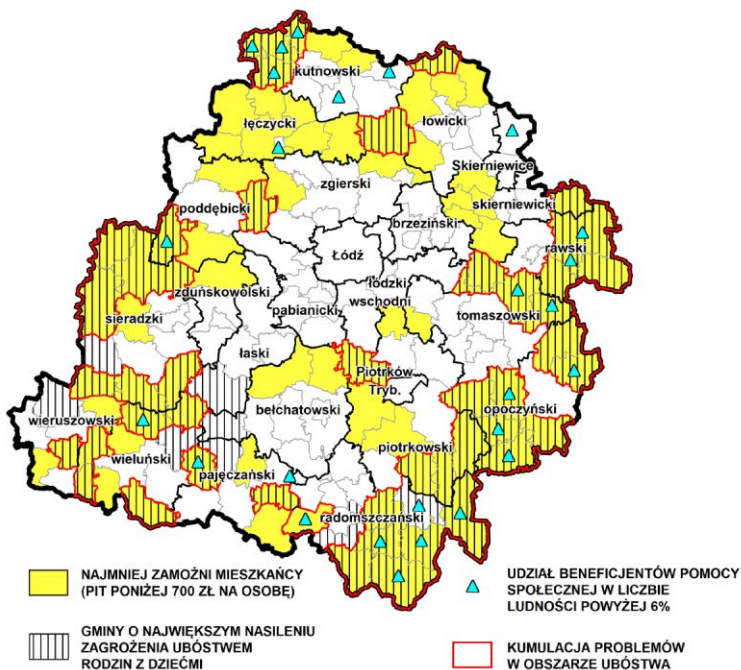 kutnowski
łęczycki
łowicki
Skierniewice
skierniewicki
zgierski
poddębicki
brzeziński
rawski
Łódź
łódzki
wschodni
zduńskowolski
pabianicki
tomaszowski
sieradzki
łaski
Piotrków
Tryb.
opoczyński
bełchatowski
wieruszowski
piotrkowski
wieluński
pajęczański
radomszczański
NAJMNIEJ ZAMOŻNI MIESZKAŃCY
(PIT PONIŻEJ 700 ZŁ NA OSOBĘ)
UDZIAŁ BENEFICJENTÓW POMOCY
SPOŁECZNEJ W LICZBIE
LUDNOŚCI POWYŻEJ 6%
GMINY O NAJWIĘKSZYM NASILENIU
ZAGROŻENIA UBÓSTWEM
RODZIN Z DZIEĆMI
KUMULACJA PROBLEMÓW
W OBSZARZE UBÓSTWA